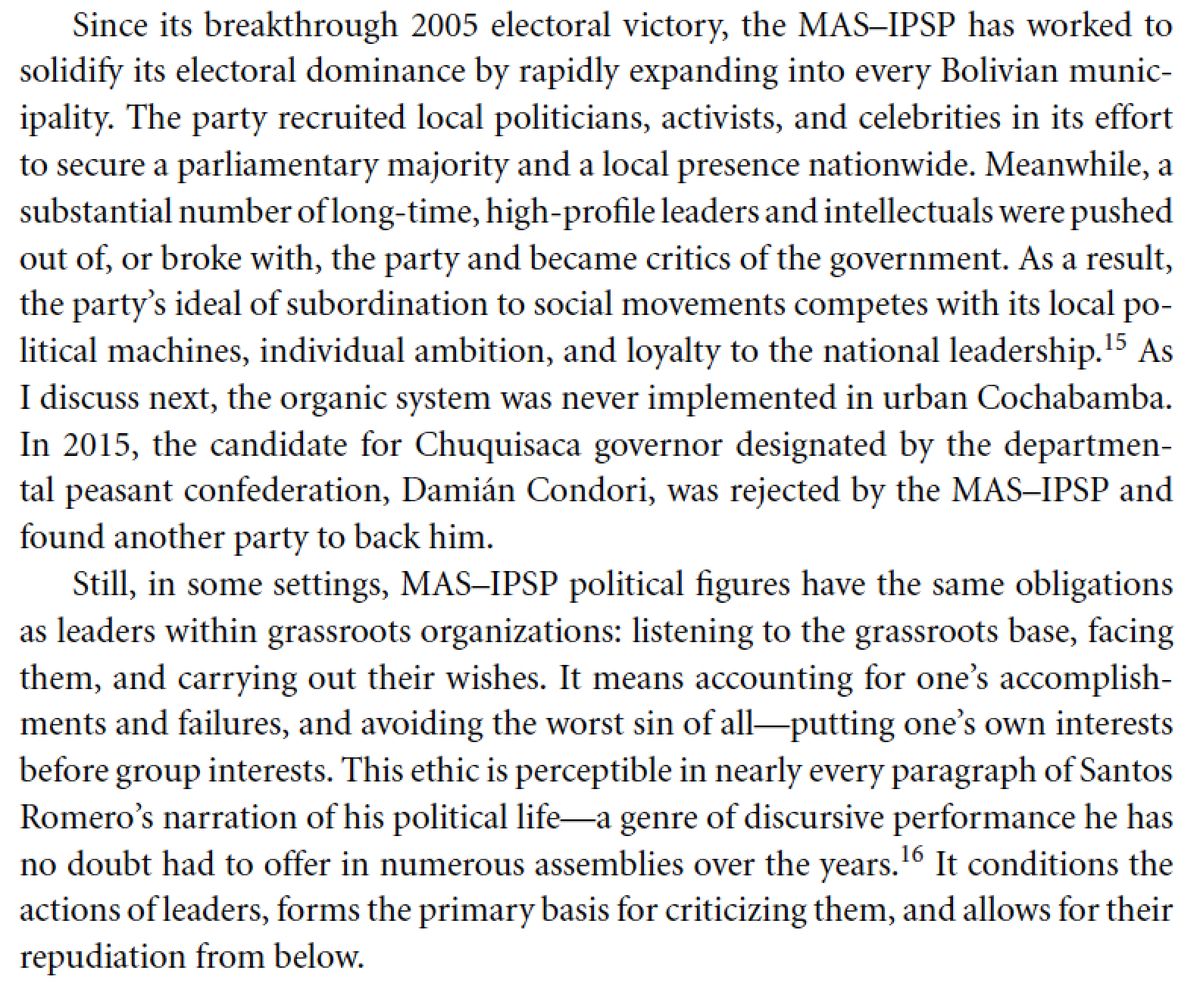 Since its breakthrough 2005 electoral victory, the MAS–IPSP has worked to
solidify its electoral dominance by rapidly expanding into every Bolivian munic-
ipality. The party recruited local politicians, activists, and celebrities in its effort
to secure a parliamentary majority and a local presence nationwide. Meanwhile, a
substantial number of long-time, high-profile leaders and intellectuals were pushed
out of, or broke with, the party and became critics of the government. As a result,
the party’s ideal of subordination to social movements competes with its local po-
litical machines, individual ambition, and loyalty to the national leadership.15 As
I discuss next, the organic system was never implemented in urban Cochabamba.
In 2015, the candidate for Chuquisaca governor designated by the departmen-
tal peasant confederation, Damián Condori, was rejected by the MAS–IPSP and
found another party to back him.
Still, in some settings, MAS–IPSP political figures have the same obligations
as leaders within grassroots organizations: listening to the grassroots base, facing
them, and carrying out their wishes. It means accounting for one’s accomplish-
ments and failures, and avoiding the worst sin of all—putting one’s own interests
before group interests. This ethic is perceptible in nearly every paragraph of Santos
Romero’s narration of his political life—a genre of discursive performance he has
no doubt had to offer in numerous assemblies over the years.16 It conditions the
actions of leaders, forms the primary basis for criticizing them, and allows for their
repudiation from below.